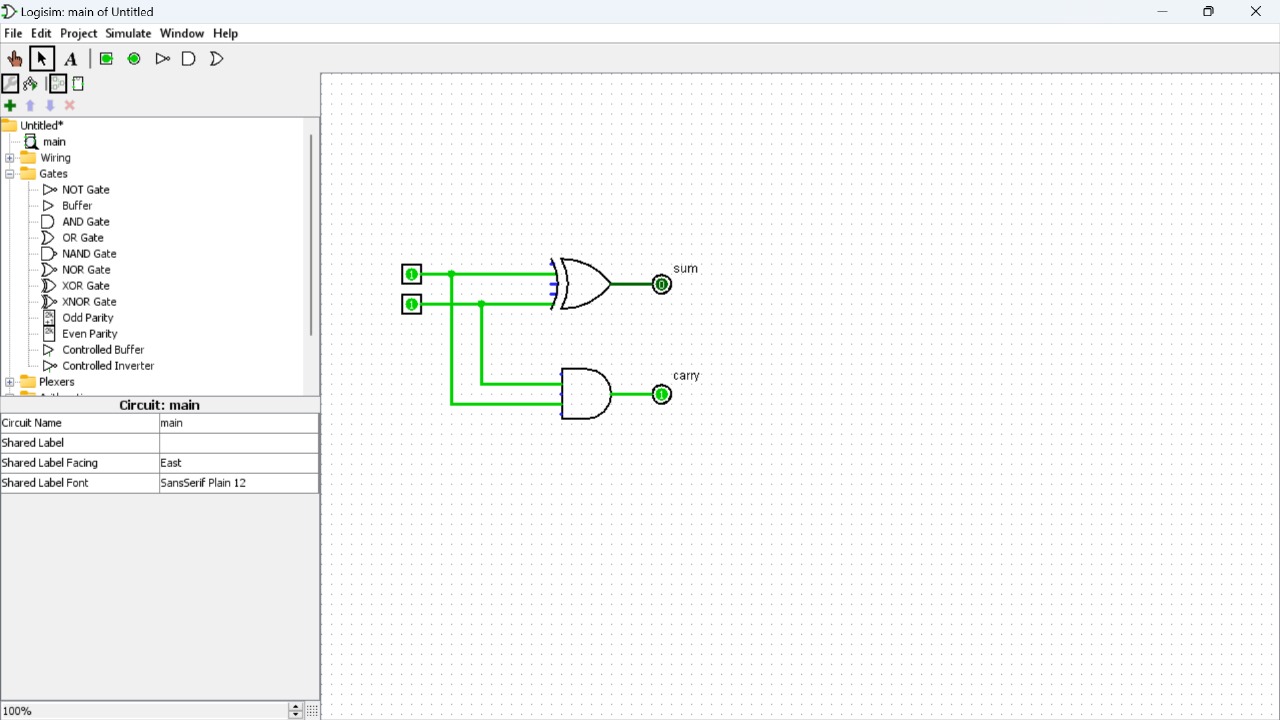 Logisim: main of Untitled
File Edit Project Simulate Window Help
A
Untitled*
main
Wiring
Gates
NOT Gate
Buffer
AND Gate
OR Gate
NAND Gate
NOR Gate
XOR Gate
XNOR Gate
Odd Parity
Even Parity
Controlled Buffer
Controlled Inverter
Plexers
Circuit: main
Circuit Name main
Shared Label
Shared Label Facing East
Shared Label Font SansSerif Plain 12
100%
1
1
sum
0
carry
1